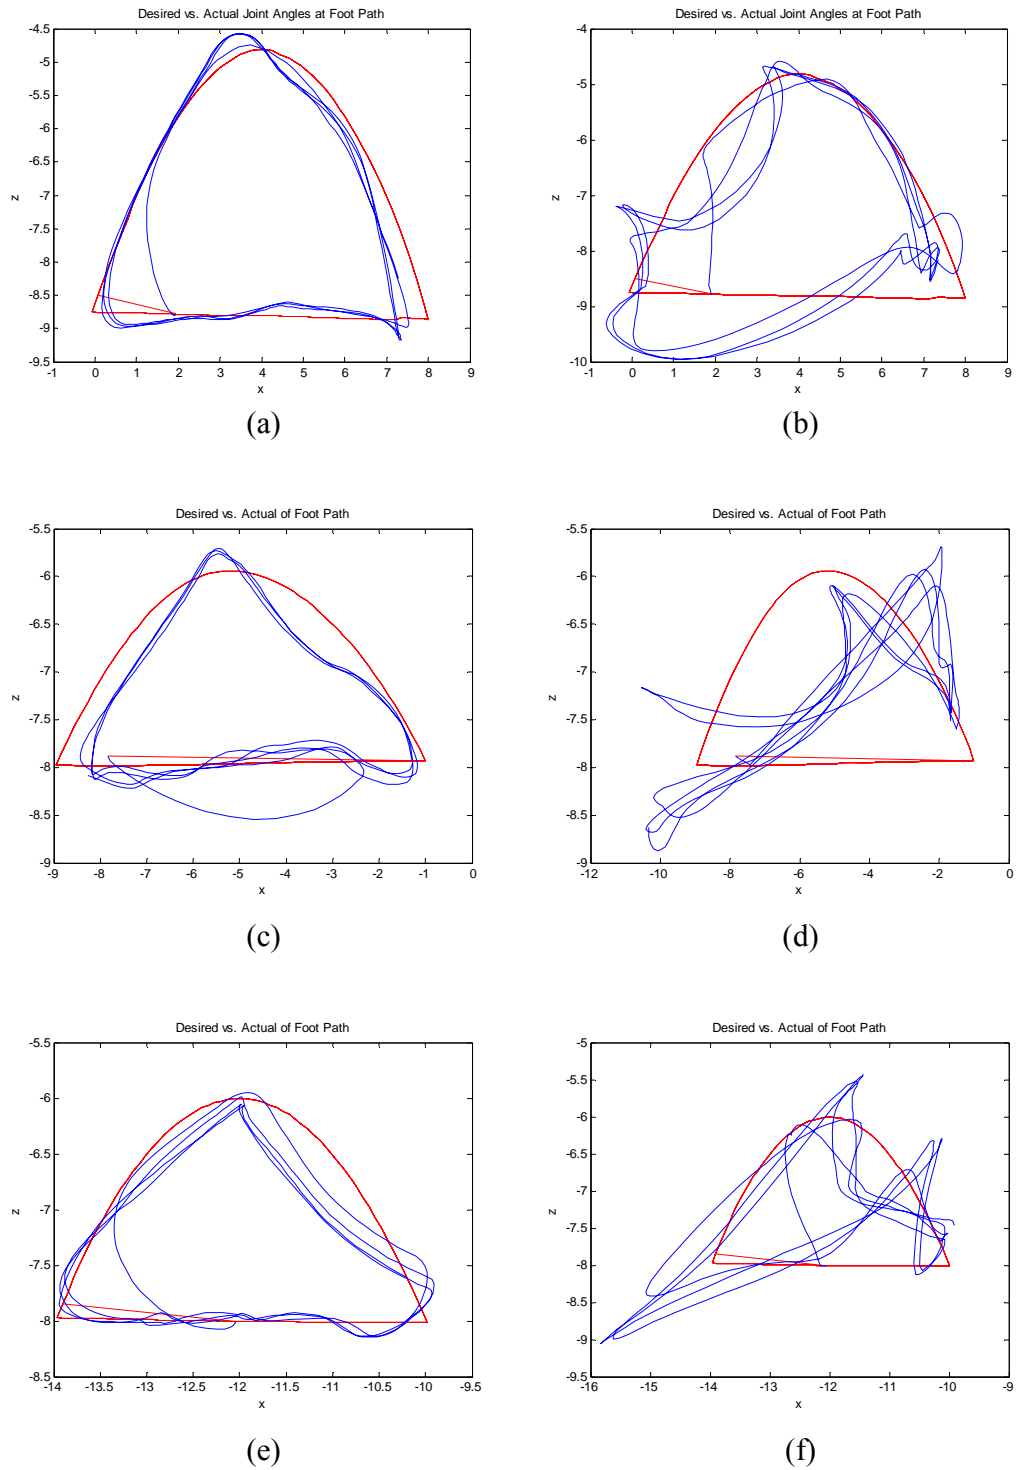 Desired vs. Actual Joint Angles at Foot Path
-4.5
-5
-5.5
-6
-6.5
-7
-7.5
-8
-8.5
-9
-9.5
z
-1 0 1 2 3 4 5 6 7 8 9
x
(a)
Desired vs. Actual Joint Angles at Foot Path
-4
-5
-6
-7
-8
-9
-10
z
-1 0 1 2 3 4 5 6 7 8 9
x
(b)
Desired vs. Actual of Foot Path
-5.5
-6
-6.5
-7
-7.5
-8
-8.5
-9
z
-9 -8 -7 -6 -5 -4 -3 -2 -1 0
x
(c)
Desired vs. Actual of Foot Path
-5.5
-6
-6.5
-7
-7.5
-8
-8.5
-9
z
-12 -10 -8 -6 -4 -2 0
x
(d)
Desired vs. Actual of Foot Path
-5.5
-6
-6.5
-7
-7.5
-8
-8.5
z
-14 -13.5 -13 -12.5 -12 -11.5 -11 -10.5 -10 -9.5
x
(e)
Desired vs. Actual of Foot Path
-5
-5.5
-6
-6.5
-7
-7.5
-8
-8.5
-9
-9.5
z
-16 -15 -14 -13 -12 -11 -10 -9
x
(f)